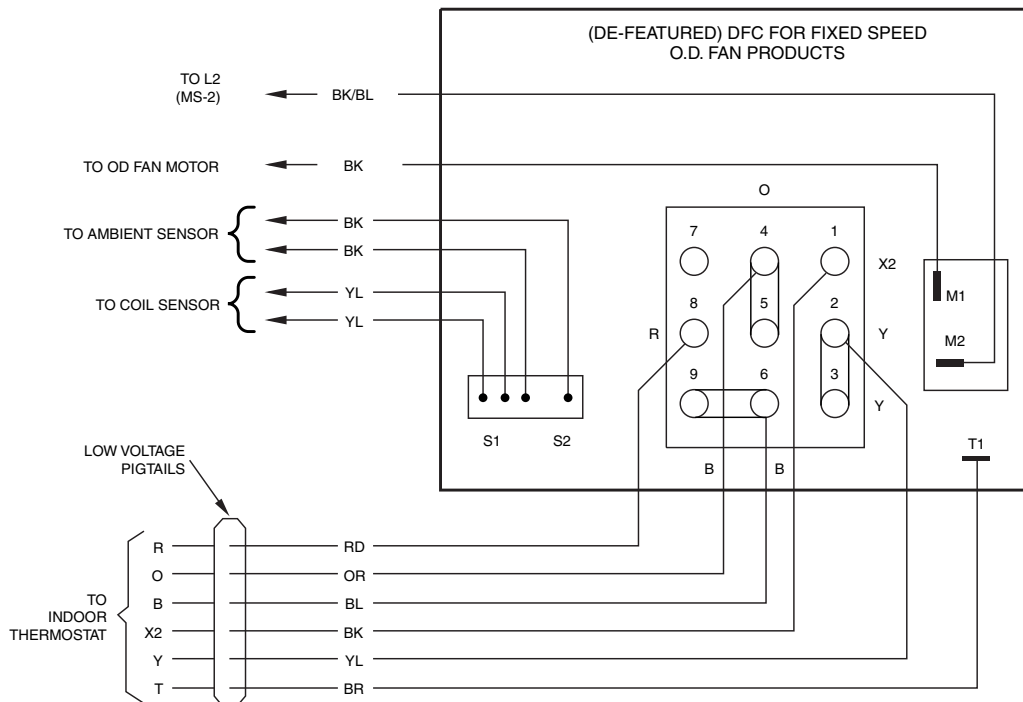 (DE-FEATURED) DFC FOR FIXED SPEED
O.D. FAN PRODUCTS
TO L2
(MS-2)
BK/BL
TO OD FAN MOTOR
BK
TO AMBIENT SENSOR
BK
BK
TO COIL SENSOR
YL
YL
S1
S2
O
7
4
1
X2
8
5
2
R
Y
9
6
3
Y
B
B
M1
M2
T1
LOW VOLTAGE
PIGTAILS
TO
INDOOR
THERMOSTAT
R
RD
O
OR
B
BL
X2
BK
Y
YL
T
BR